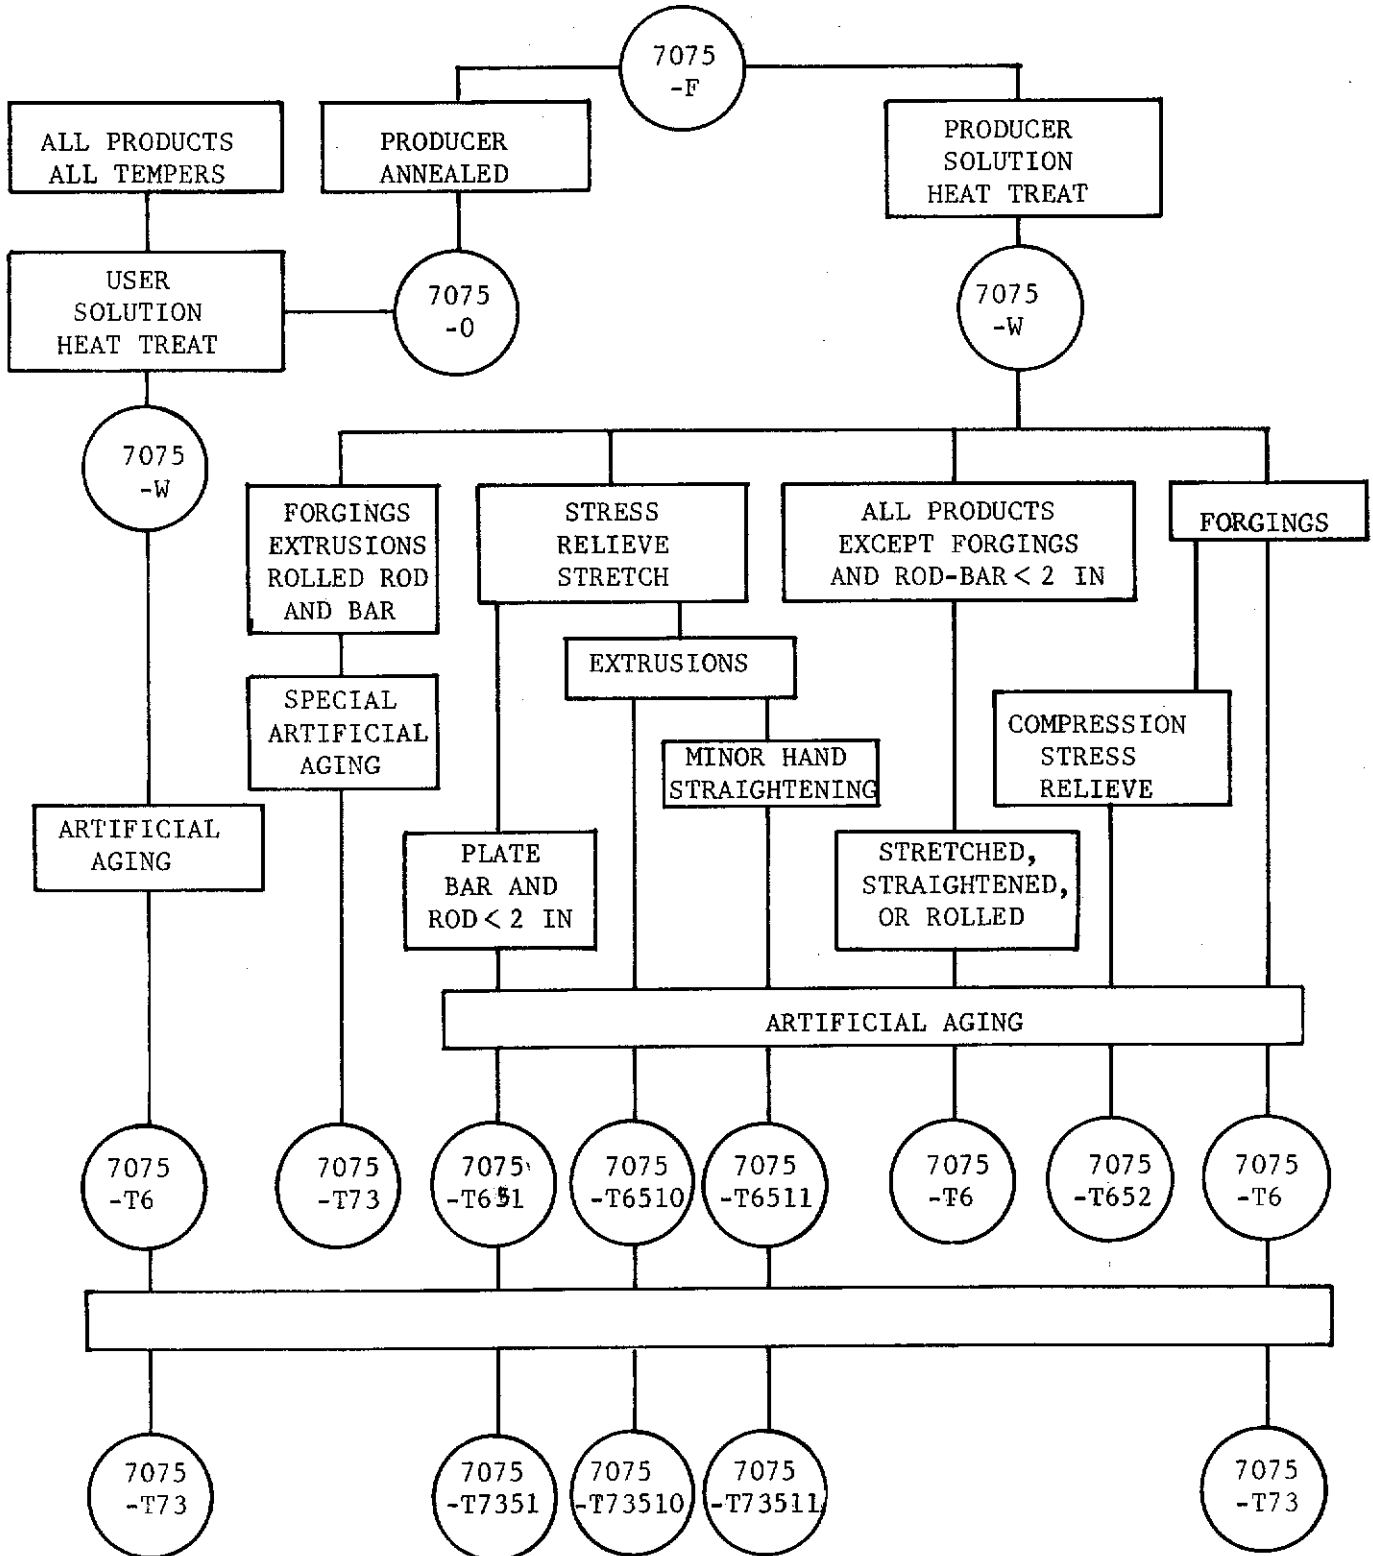 7075
-F
ALL PRODUCTS
ALL TEMPERS
PRODUCER
ANNEALED
PRODUCER
SOLUTION
HEAT TREAT
USER
SOLUTION
HEAT TREAT
7075
-0
7075
-W
7075
-W
FORGINGS
EXTRUSIONS
ROLLED ROD
AND BAR
STRESS
RELIEVE
STRETCH
ALL PRODUCTS
EXCEPT FORGINGS
AND ROD-BAR < 2 IN
FORGINGS
EXTRUSIONS
SPECIAL
ARTIFICIAL
AGING
MINOR HAND
STRAIGHTENING
COMPRESSION
STRESS
RELIEVE
ARTIFICIAL
AGING
PLATE
BAR AND
ROD < 2 IN
STRETCHED,
STRAIGHTENED,
OR ROLLED
ARTIFICIAL AGING
7075
-T6
7075
-T73
7075
-T651
7075
-T6510
7075
-T6511
7075
-T6
7075
-T652
7075
-T6
7075
-T73
7075
-T7351
7075
-T73510
7075
-T73511
7075
-T73